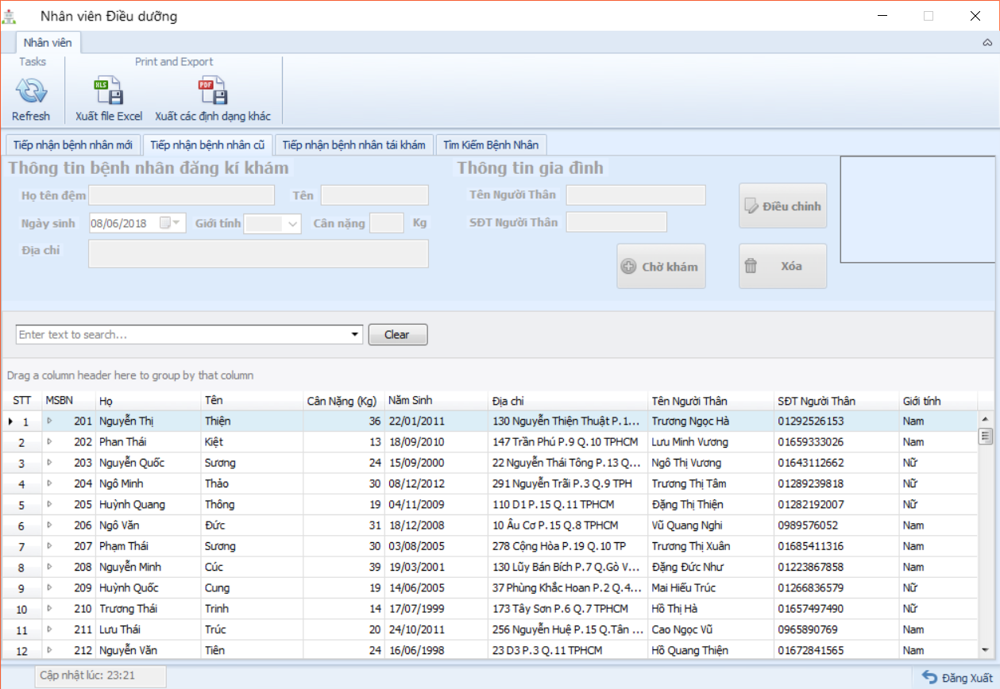 Nhân viên Điều dưỡng
Nhân viên
Tasks Print and Export
XLS PDF
Refresh Xuất file Excel Xuất các định dạng khác
Tiếp nhận bệnh nhân mới Tiếp nhận bệnh nhân cũ Tiếp nhận bệnh nhân tái khám Tìm Kiếm Bệnh Nhân
Thông tin bệnh nhân đăng kí khám Thông tin gia đình
Họ tên đệm Tên Tên Người Thân
Điều chỉnh
Ngày sinh 08/06/2018 Giới tính Cân nặng Kg SĐT Người Thân
Địa chỉ
Chờ khám Xóa
Enter text to search... Clear
Drag a column header here to group by that column
STT MSBN Họ Tên Cân Nặng (Kg) Năm Sinh Địa chỉ Tên Người Thân SĐT Người Thân Giới tính
1 201 Nguyễn Thị Thiện 36 22/01/2011 130 Nguyễn Thiện Thuật P.1... Trương Ngọc Hà 01292526153 Nam
2 202 Phan Thái Kiệt 13 18/09/2010 147 Trần Phú P.9 Q.10 TPHCM Lưu Minh Vương 01659333026 Nam
3 203 Nguyễn Quốc Sương 24 15/09/2000 22 Nguyễn Thái Tông P.13 Q... Ngô Thị Vương 01643112662 Nữ
4 204 Ngô Minh Thảo 30 08/12/2012 291 Nguyễn Trãi P.3 Q.9 TPH Trương Thị Tâm 01289239818 Nữ
5 205 Huỳnh Quang Thông 19 04/11/2009 110 D1 P.15 Q.11 TPHCM Đặng Thị Thiện 01282192007 Nữ
6 206 Ngô Văn Đức 31 18/12/2008 10 Âu Cơ P.15 Q.8 TPHCM Vũ Quang Nghi 0989576052 Nam
7 207 Phạm Thái Sương 30 03/08/2005 278 Cộng Hòa P.19 Q.10 TP Trương Thị Xuân 01685411316 Nam
8 208 Nguyễn Minh Cúc 39 19/03/2001 130 Lũy Bán Bích P.7 Q.Gò V... Đặng Đức Như 01223867858 Nam
9 209 Huỳnh Quốc Cung 19 14/06/2005 37 Phùng Khắc Hoan P.2 Q.4... Mai Hiếu Trúc 01266836579 Nữ
10 210 Trương Thái Trinh 14 17/07/1999 173 Tây Sơn P.6 Q.7 TPHCM Hồ Thị Hà 01657497490 Nữ
11 211 Lưu Thái Trúc 20 24/10/2011 256 Nguyễn Huệ P.15 Q.Tân ... Cao Ngọc Vũ 0965890769 Nam
12 212 Nguyễn Văn Tiên 24 16/06/1998 23 D3 P.3 Q.11 TPHCM Hồ Quang Thiện 01672841565 Nam
Cập nhật lúc: 23:21 Đăng Xuất